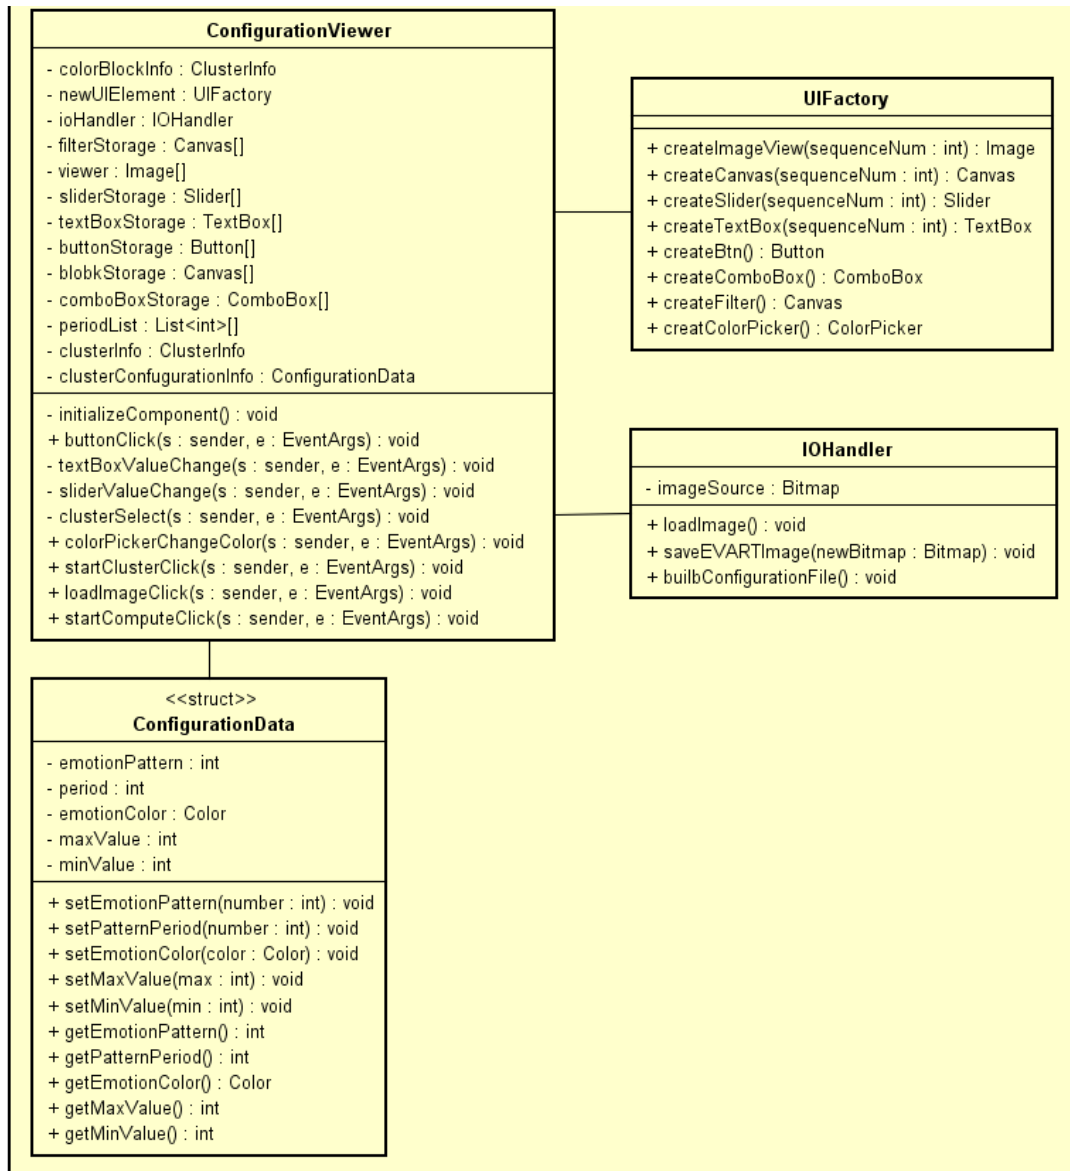 ConfigurationViewer
- colorBlockInfo : ClusterInfo
- newUIElement : UIFactory
- ioHandler : IOHandler
- filterStorage : Canvas[]
- viewer : Image[]
- sliderStorage : Slider[]
- textBoxStorage : TextBox[]
- buttonStorage : Button[]
- blobkStorage : Canvas[]
- comboBoxStorage : ComboBox[]
- periodList : List<int>[]
- clusterInfo : ClusterInfo
- clusterConfugurationInfo : ConfigurationData
- initializeComponent() : void
+ buttonClick(s : sender, e : EventArgs) : void
- textBoxValueChange(s : sender, e : EventArgs) : void
- sliderValueChange(s : sender, e : EventArgs) : void
- clusterSelect(s : sender, e : EventArgs) : void
+ colorPickerChangeColor(s : sender, e : EventArgs) : void
+ startClusterClick(s : sender, e : EventArgs) : void
+ loadImageClick(s : sender, e : EventArgs) : void
+ startComputeClick(s : sender, e : EventArgs) : void
UIFactory
+ createImageView(sequenceNum : int) : Image
+ createCanvas(sequenceNum : int) : Canvas
+ createSlider(sequenceNum : int) : Slider
+ createTextBox(sequenceNum : int) : TextBox
+ createBtn() : Button
+ createComboBox() : ComboBox
+ createFilter() : Canvas
+ creatColorPicker() : ColorPicker
IOHandler
- imageSource : Bitmap
+ loadImage() : void
+ saveEVARTImage(newBitmap : Bitmap) : void
+ builbConfigurationFile() : void
<<struct>>
ConfigurationData
- emotionPattern : int
- period : int
- emotionColor : Color
- maxValue : int
- minValue : int
+ setEmotionPattern(number : int) : void
+ setPatternPeriod(number : int) : void
+ setEmotionColor(color : Color) : void
+ setMaxValue(max : int) : void
+ setMinValue(min : int) : void
+ getEmotionPattern() : int
+ getPatternPeriod() : int
+ getEmotionColor() : Color
+ getMaxValue() : int
+ getMinValue() : int